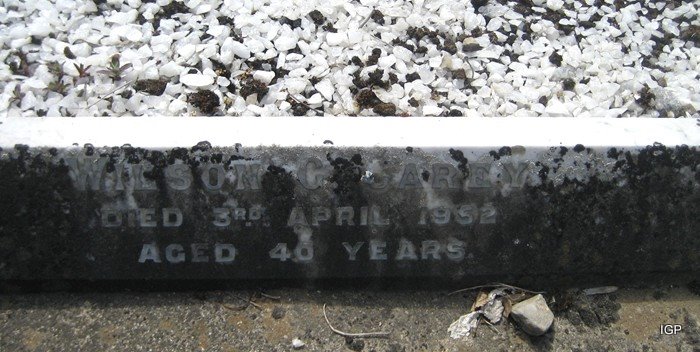 WILSON G. CAREY
DIED 3RD. APRIL 1932
AGED 40 YEARS.
IGP